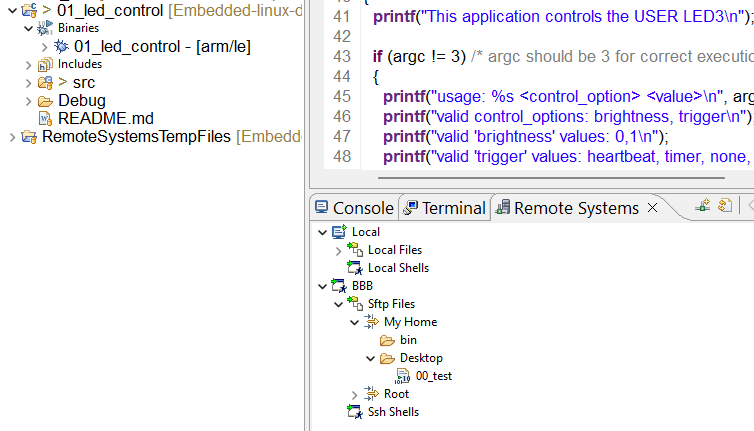 > 01_led_control [Embedded-linux-d
Binaries
01_led_control - [arm/le]
Includes
> src
Debug
README.md
RemoteSystemsTempFiles [Embedd
41 printf("This application controls the USER LED3\n");
42
43 if (argc != 3) /* argc should be 3 for correct executio
44 {
45 printf("usage: %s <control_option> <value>\n", arg
46 printf("valid control_options: brightness, trigger\n")
47 printf("valid 'brightness' values: 0,1\n");
48 printf("valid 'trigger' values: heartbeat, timer, none,
Console Terminal Remote Systems
Local
Local Files
Local Shells
BBB
Sftp Files
My Home
bin
Desktop
00_test
Root
Ssh Shells